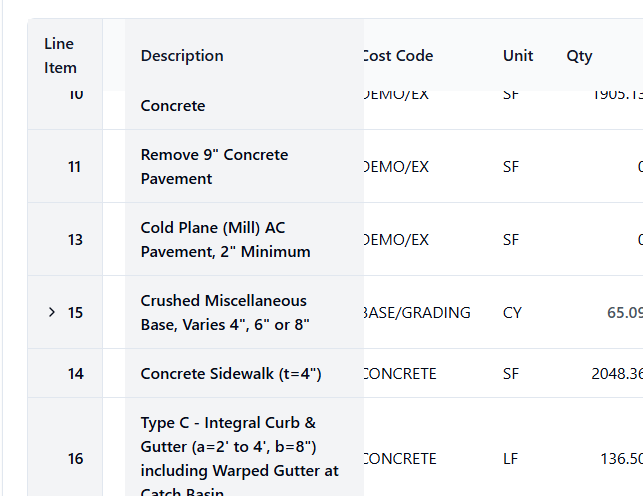 Line
Item
Description
Cost Code
Unit
Qty
10
Concrete
DEMO/EX
SF
1905.13
11
Remove 9" Concrete
Pavement
DEMO/EX
SF
0
13
Cold Plane (Mill) AC
Pavement, 2" Minimum
DEMO/EX
SF
0
15
Crushed Miscellaneous
Base, Varies 4", 6" or 8"
BASE/GRADING
CY
65.09
14
Concrete Sidewalk (t=4")
CONCRETE
SF
2048.36
16
Type C - Integral Curb &
Gutter (a=2' to 4', b=8")
including Warped Gutter at
Catch Basin
CONCRETE
LF
136.50